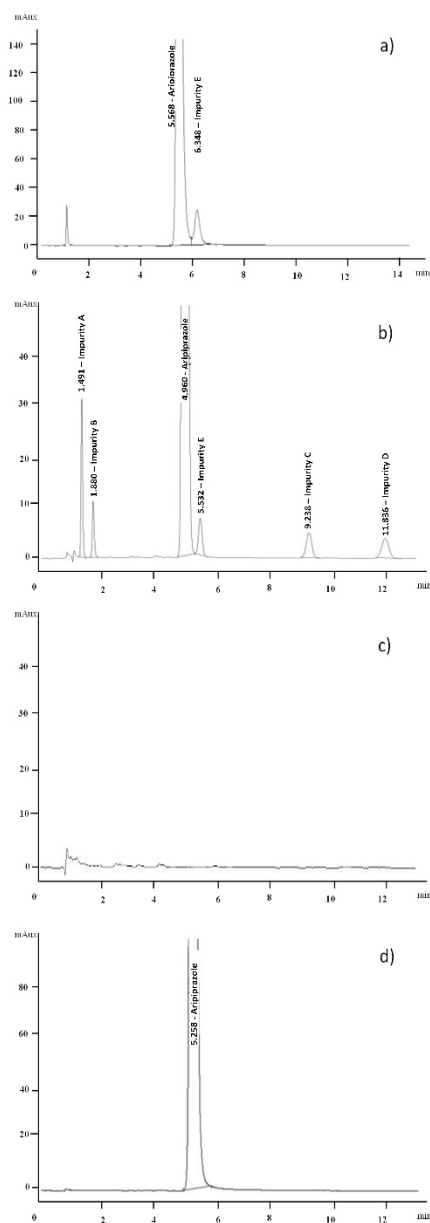 mAux
a)
140
120
100
80
60
40
20
0
5.568 - Aripiprazole
6.348 – Impurity E
0 2 4 6 8 10 12 14 min
mAux
b)
40
30
20
10
0
1.491 – Impurity A
1.880 – Impurity B
4.960 - Aripiprazole
5.532 – Impurity E
9.238 – Impurity C
11.836 – Impurity D
0 2 4 6 8 10 12 min
mAux
c)
40
30
20
10
0
0 2 4 6 8 10 12 min
mAux
d)
80
60
40
20
0
5.258 - Aripiprazole
0 2 4 6 8 10 12 min